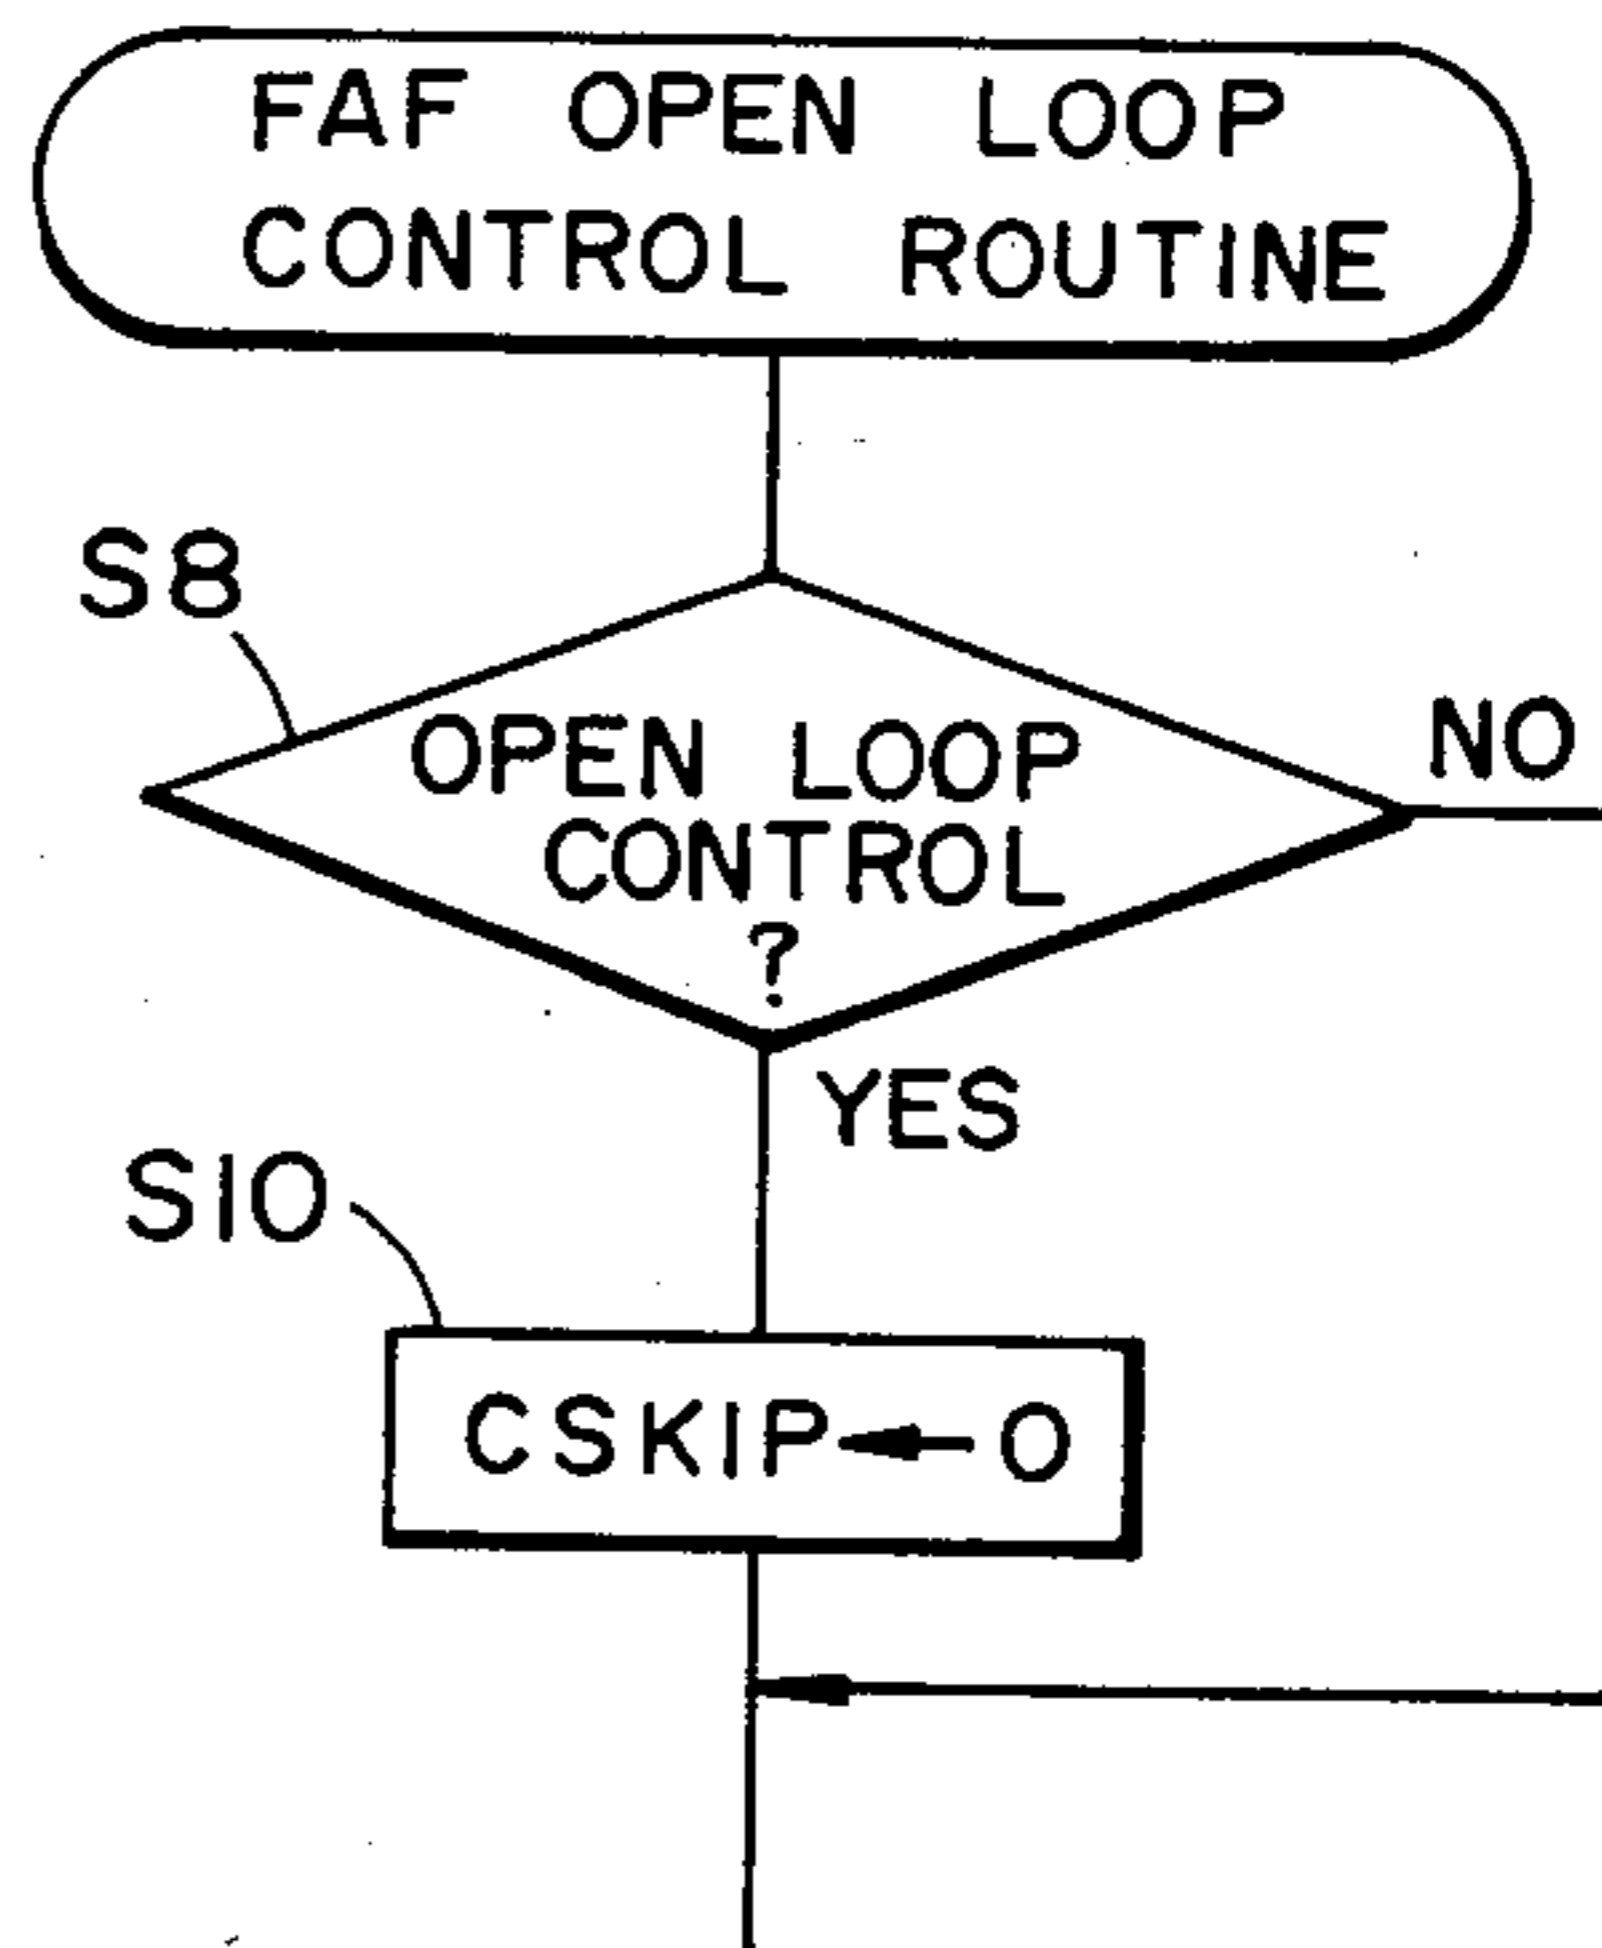 FAF OPEN LOOP
CONTROL ROUTINE
S8
OPEN LOOP
CONTROL
?
NO
YES
S10
CSKIP ← 0